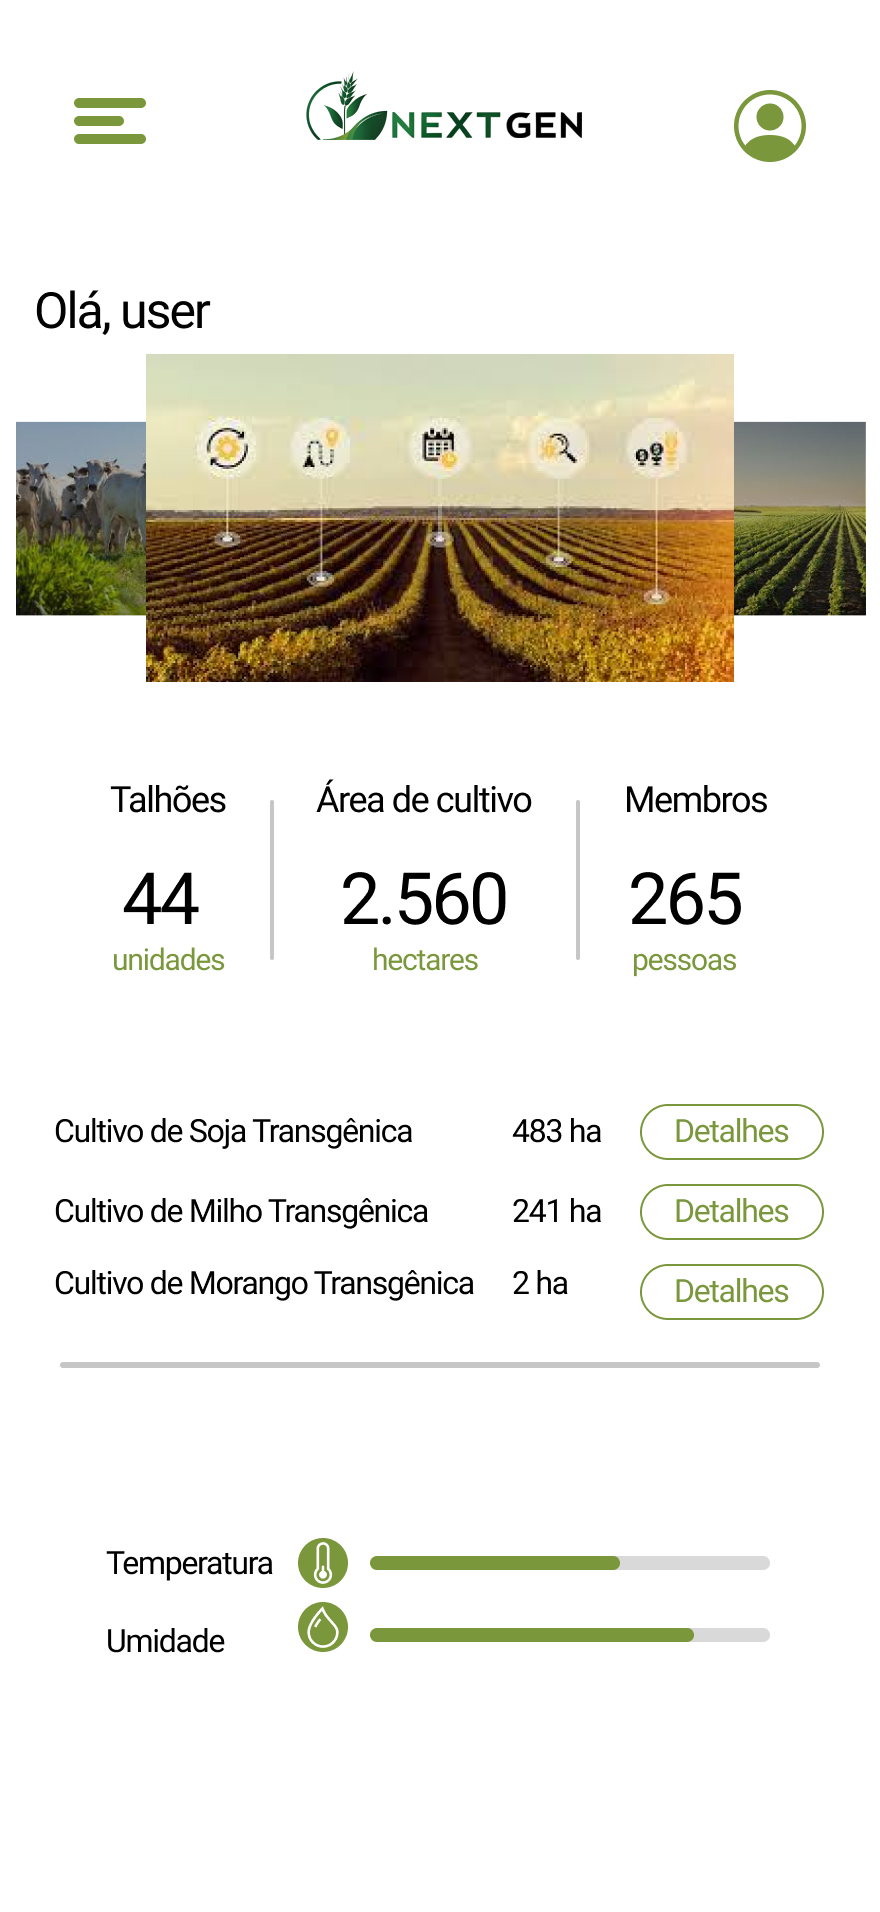 NEXTGEN
Olá, user
Talhões
Área de cultivo
Membros
44
2.560
265
unidades
hectares
pessoas
Cultivo de Soja Transgênica 483 ha Detalhes
Cultivo de Milho Transgênica 241 ha Detalhes
Cultivo de Morango Transgênica 2 ha Detalhes
Temperatura
Umidade